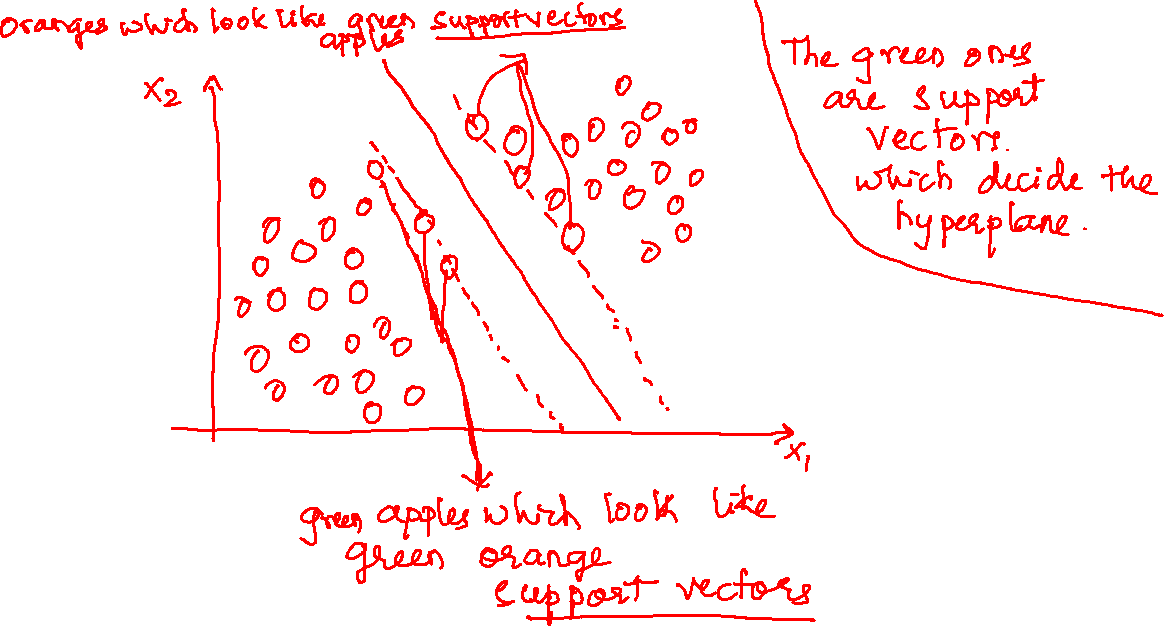 oranges which look like green support vectors
apples
The green ones
are support
vectors.
which decide the
hyperplane.
X2
X1
green apples which look like
green orange
support vectors